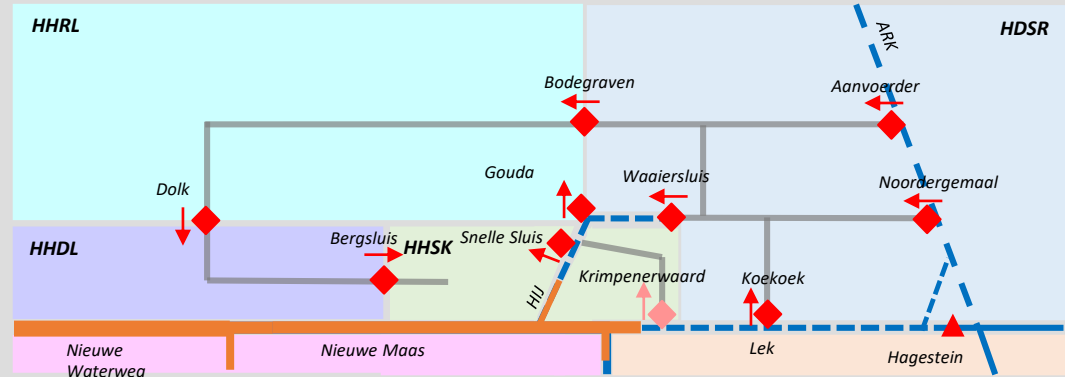 HHRL
HDSR
ARK
Bodegraven
Aanvoerder
Gouda
Waaiersluis
Dolk
Noordergemaal
HHDL
Bergsluis
HHSK
Snelle Sluis
Krimpenerwaard
Koekoek
HIJ
Nieuwe
Waterweg
Nieuwe Maas
Lek
Hagestein